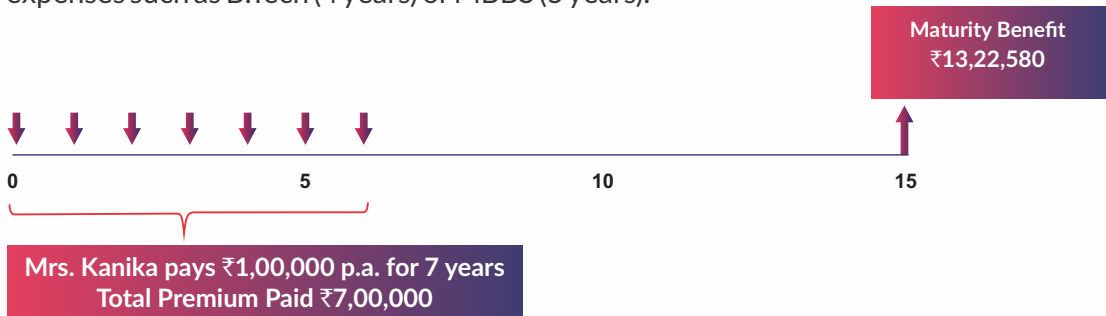 Maturity Benefit
₹13,22,580
0 5 10 15
Mrs. Kanika pays ₹1,00,000 p.a. for 7 years
Total Premium Paid ₹7,00,000